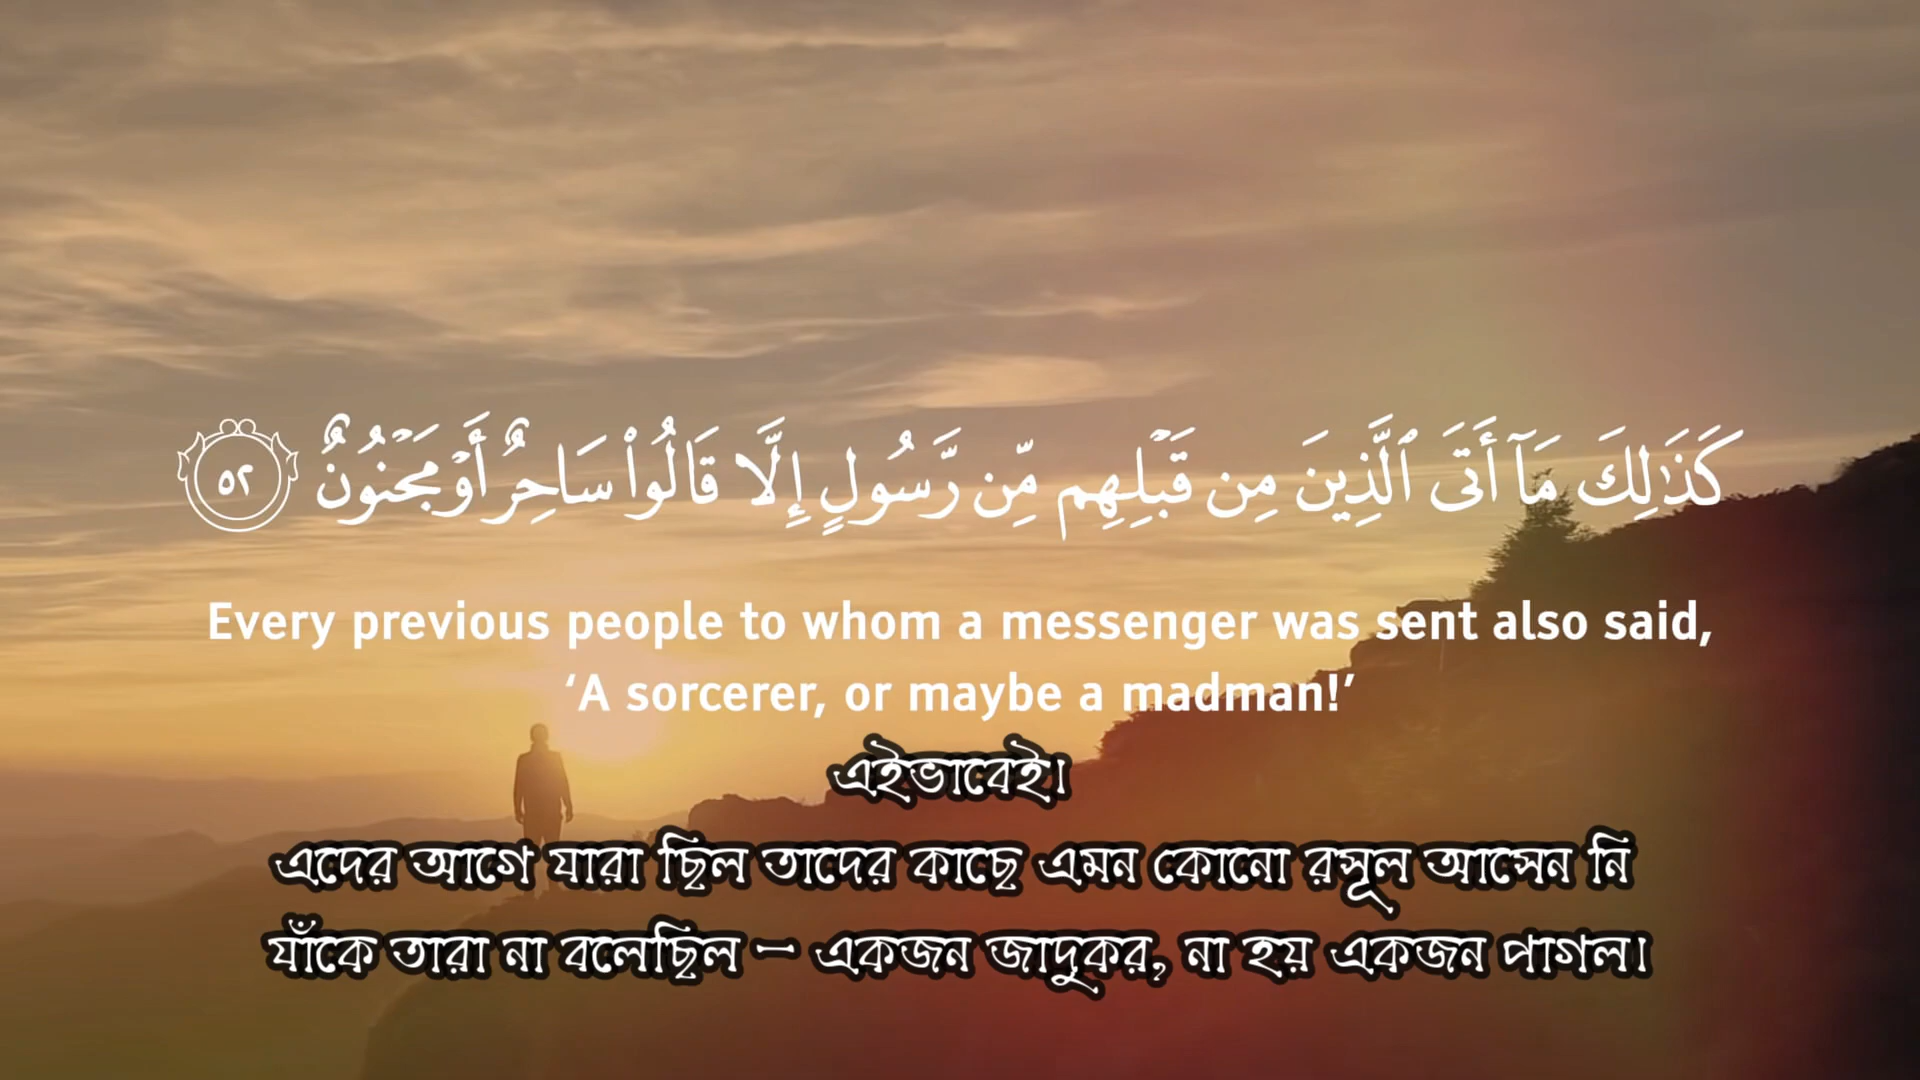 كَذَٰلِكَ مَآ أَتَى ٱلَّذِينَ مِن قَبْلِهِم مِّن رَّسُولٍ إِلَّا قَالُوا۟ سَاحِرٌ أَوْ مَجْنُونٌ ٥٢
Every previous people to whom a messenger was sent also said,
‘A sorcerer, or maybe a madman!’
এইভাবেই।
এদের আগে যারা ছিল তাদের কাছে এমন কোনো রসূল আসেন নি
যাঁকে তারা না বলেছিল – একজন জাদুকর, না হয় একজন পাগল।